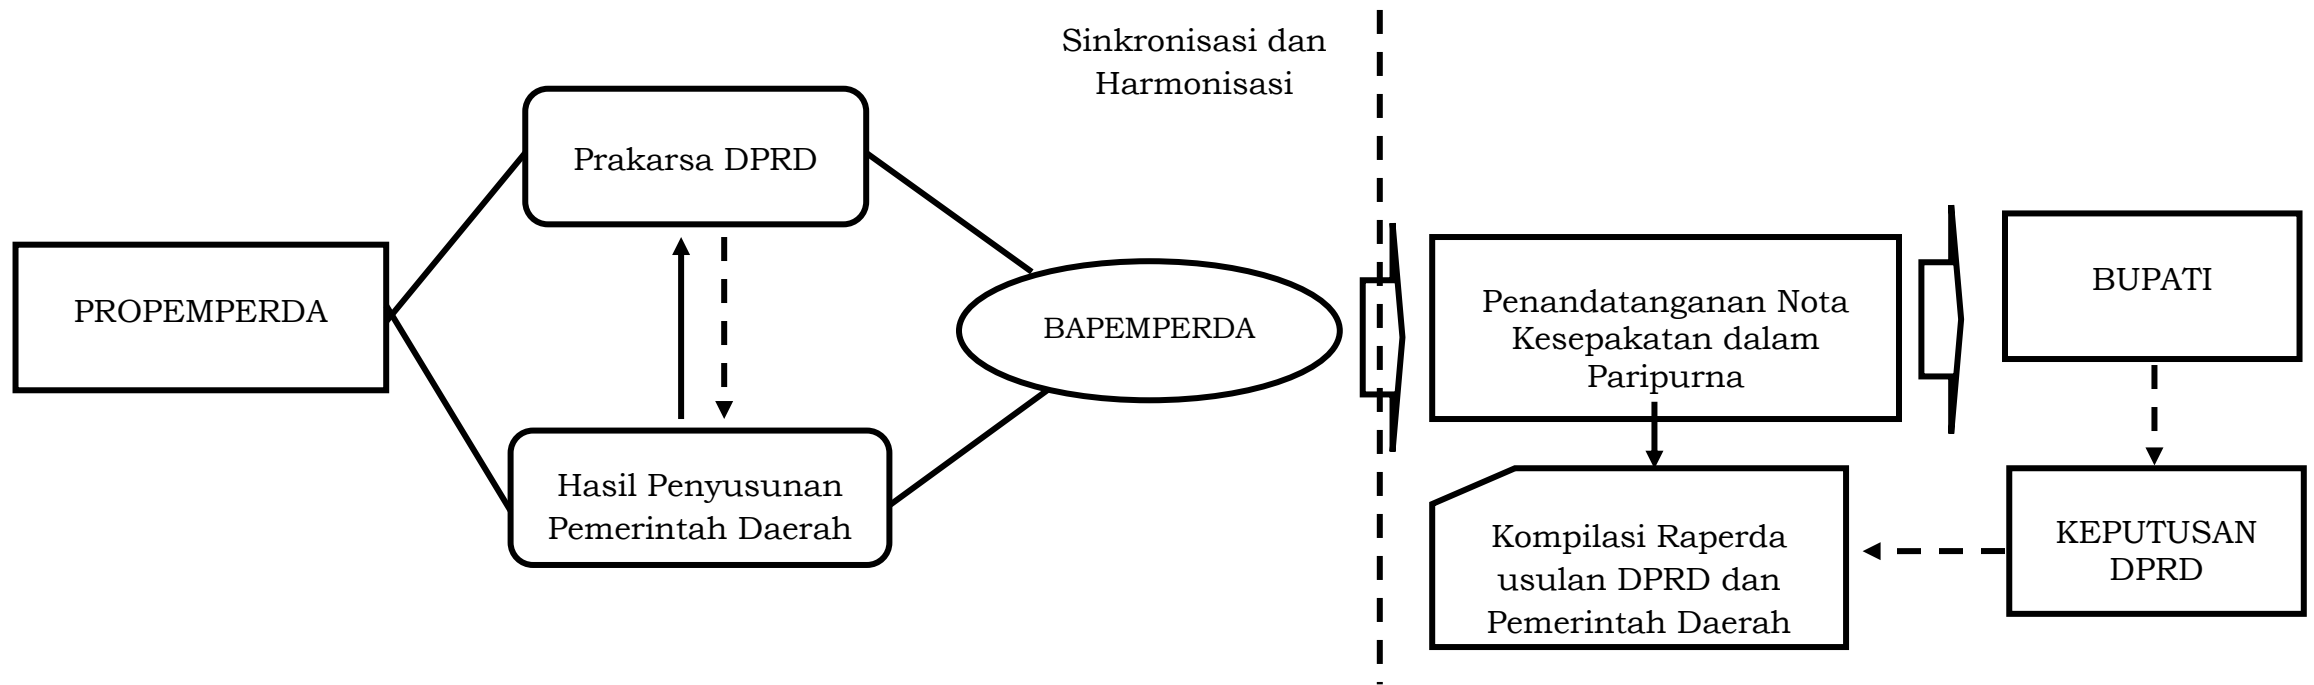 Sinkronisasi dan
Harmonisasi
Prakarsa DPRD
PROPEMPERDA
Hasil Penyusunan
Pemerintah Daerah
BAPEMPERDA
Penandatanganan Nota
Kesepakatan dalam
Paripurna
BUPATI
Kompilasi Raperda
usulan DPRD dan
Pemerintah Daerah
KEPUTUSAN
DPRD